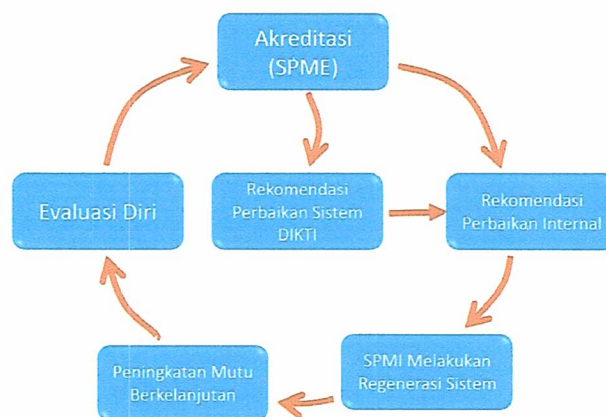 Akreditasi
(SPME)
Evaluasi Diri
Rekomendasi
Perbaikan Sistem
DIKTI
Rekomendasi
Perbaikan Internal
Peningkatan Mutu
Berkelanjutan
SPMI Melakukan
Regenerasi Sistem